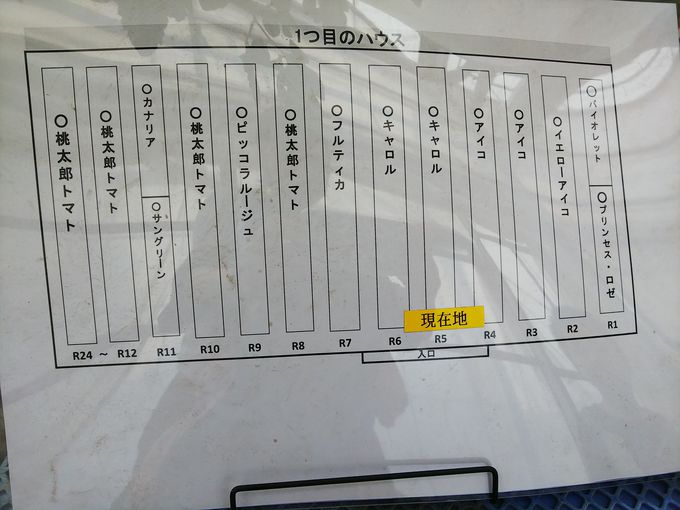 1つ目のハウス
○桃太郎トマト
○桃太郎トマト
○カナリア
○サングリーン
○桃太郎トマト
○ピッコラルージュ
○桃太郎トマト
○フルティカ
○キャロル
○キャロル
○アイコ
○アイコ
○イエローアイコ
○バイオレット
○プリンセス・ロゼ
現在地
R24 ～ R12 R11 R10 R9 R8 R7 R6 R5 R4 R3 R2 R1
入口